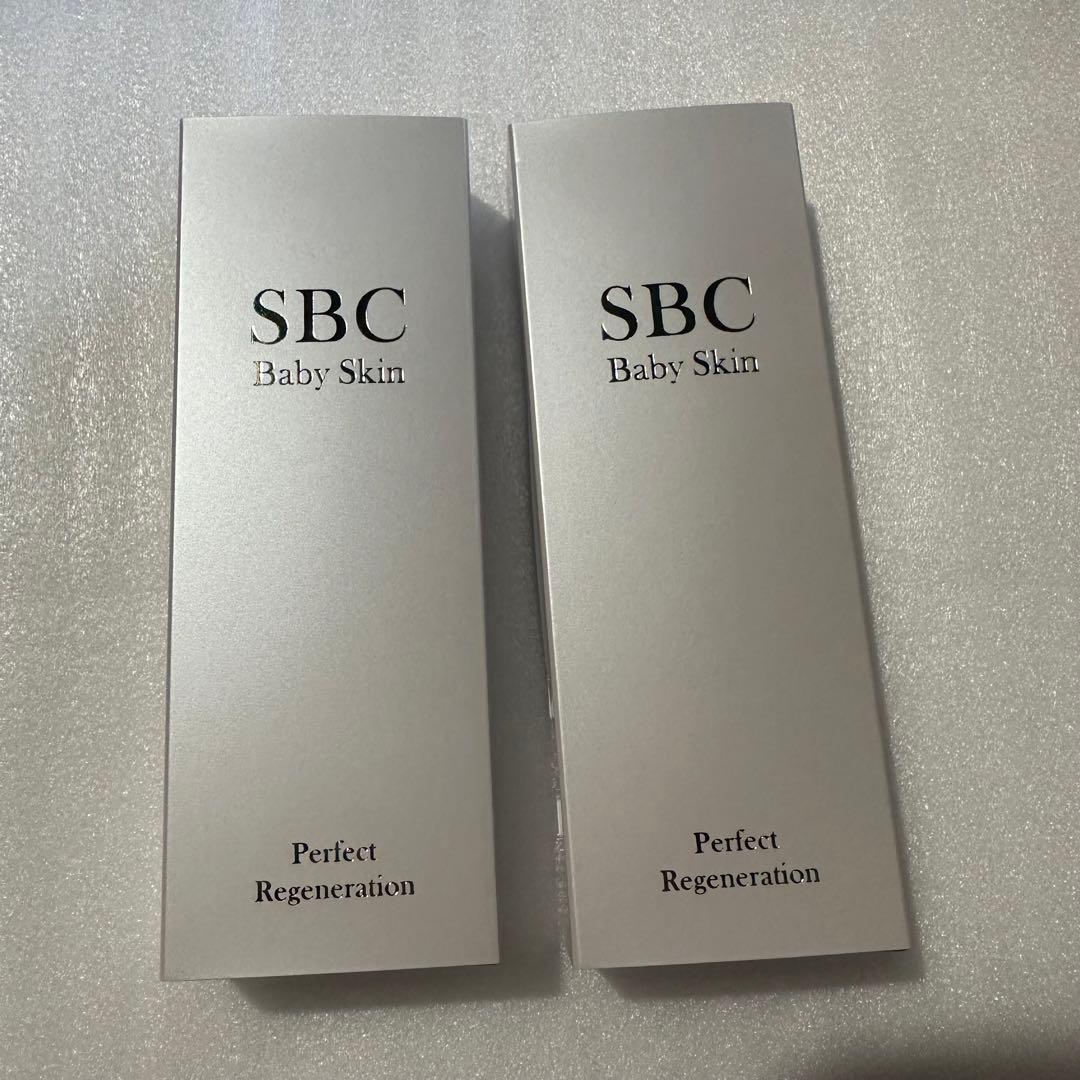 SBC
Baby Skin
Perfect
Regeneration
SBC
Baby Skin
Perfect
Regeneration